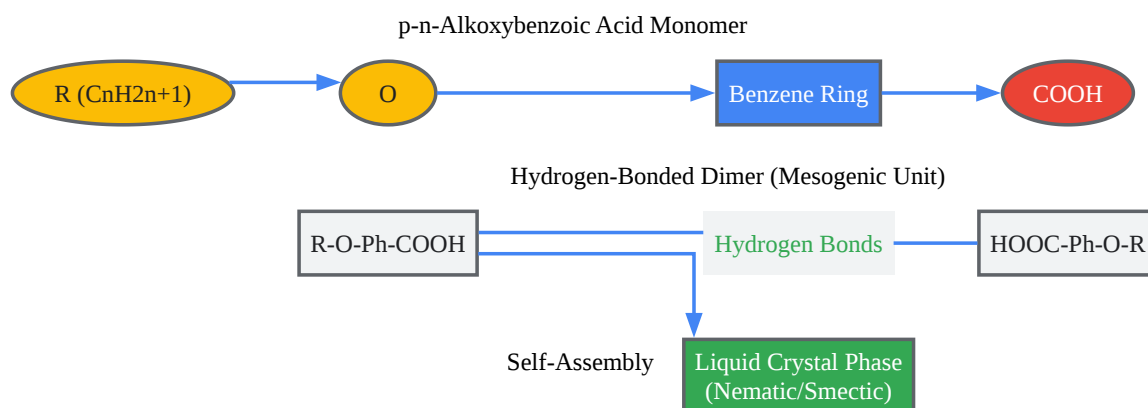 p-n-Alkoxybenzoic Acid Monomer
R (CnH2n+1)
O
Benzene Ring
COOH
Hydrogen-Bonded Dimer (Mesogenic Unit)
R-O-Ph-COOH
Hydrogen Bonds
HOOC-Ph-O-R
Self-Assembly
Liquid Crystal Phase
(Nematic/Smectic)